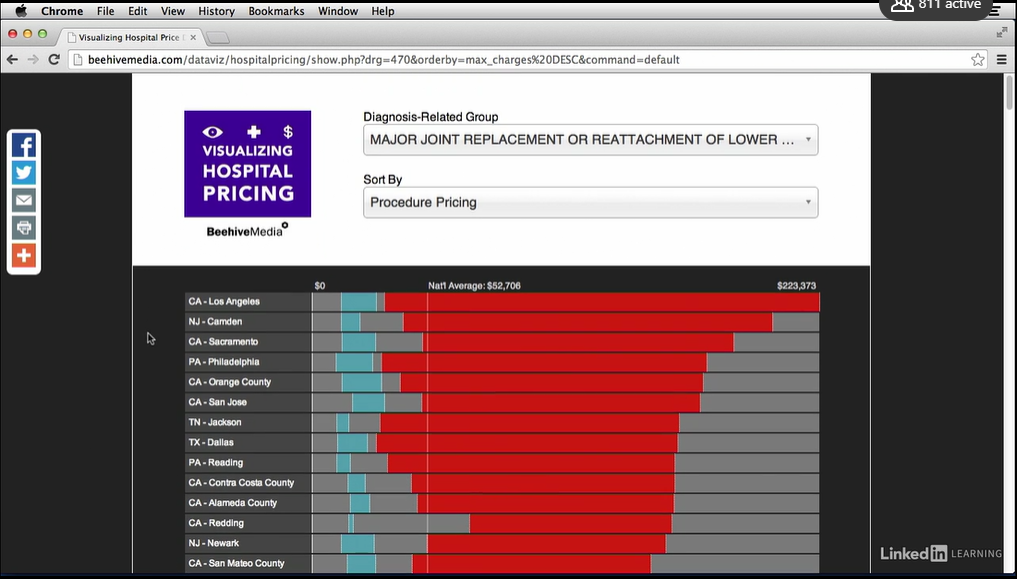 811 active
Chrome File Edit View History Bookmarks Window Help
Visualizing Hospital Price
beehivemedia.com/dataviz/hospitalpricing/show.php?drg=470&orderby=max_charges%20DESC&command=default
Diagnosis-Related Group
MAJOR JOINT REPLACEMENT OR REATTACHMENT OF LOWER ...
Sort By
Procedure Pricing
$
VISUALIZING
HOSPITAL
PRICING
BeehiveMedia
$0 Nat'l Average: $52,706 $223,373
CA - Los Angeles
NJ - Camden
CA - Sacramento
PA - Philadelphia
CA - Orange County
CA - San Jose
TN - Jackson
TX - Dallas
PA - Reading
CA - Contra Costa County
CA - Alameda County
CA - Redding
NJ - Newark
CA - San Mateo County
Linked in LEARNING